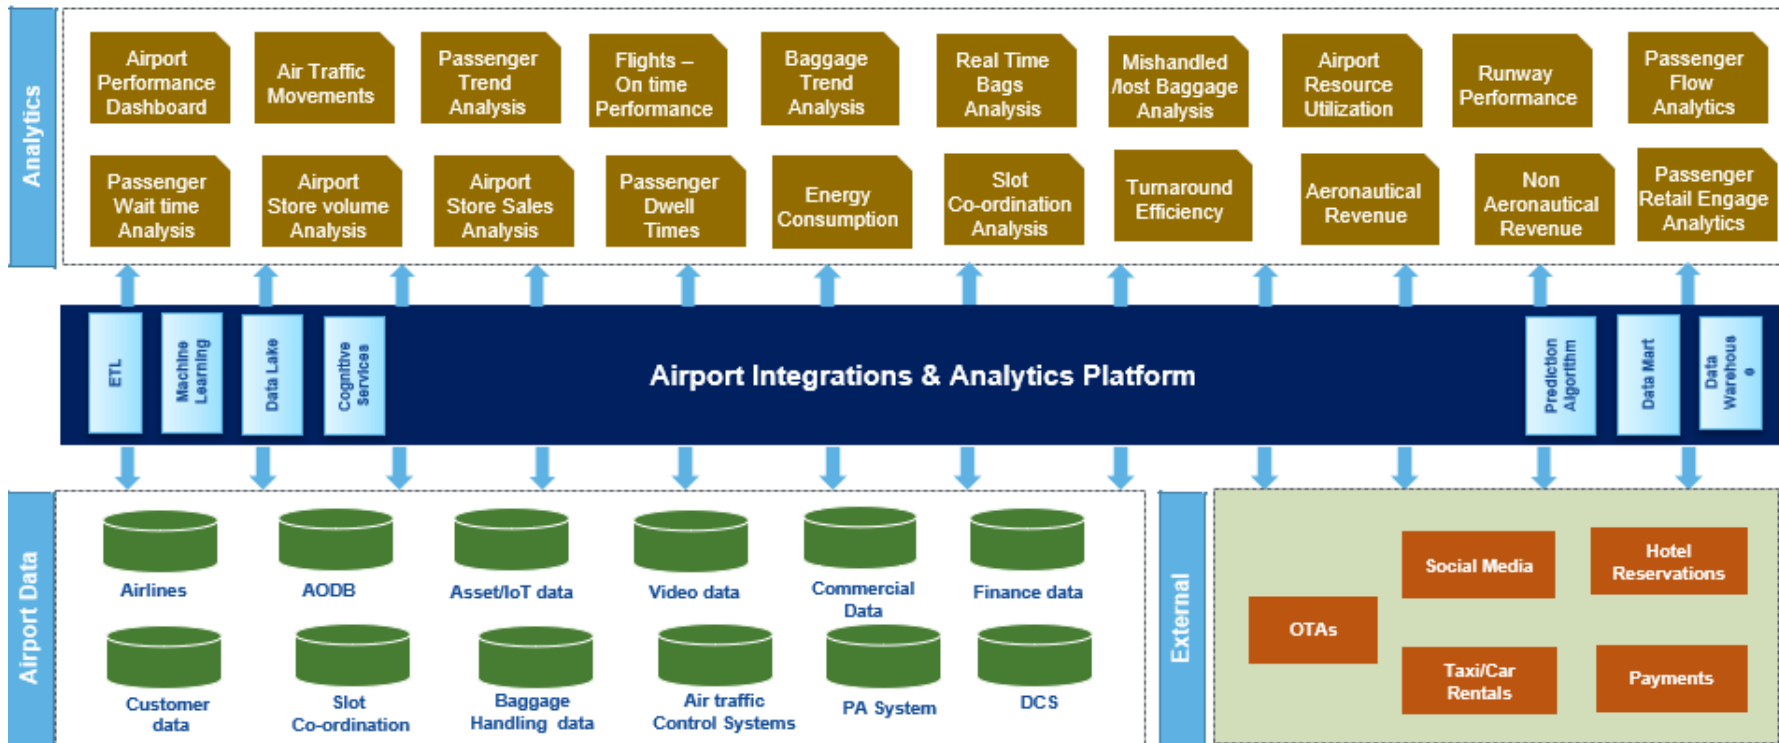 Analytics
Airport
Performance
Dashboard
Air Traffic
Movements
Passenger
Trend
Analysis
Flights –
On time
Performance
Baggage
Trend
Analysis
Real Time
Bags
Analysis
Mishandled
/lost Baggage
Analysis
Airport
Resource
Utilization
Runway
Performance
Passenger
Flow
Analytics
Passenger
Wait time
Analysis
Airport
Store volume
Analysis
Airport
Store Sales
Analysis
Passenger
Dwell
Times
Energy
Consumption
Slot
Co-ordination
Analysis
Turnaround
Efficiency
Aeronautical
Revenue
Non
Aeronautical
Revenue
Passenger
Retail Engage
Analytics
ETL
Machine
Learning
Data Lake
Cognitive
Services
Airport Integrations & Analytics Platform
Prediction
Algorithm
Data Mart
Data
Warehous
e
Airport Data
Airlines
AODB
Asset/IoT data
Video data
Commercial
Data
Finance data
Customer
data
Slot
Co-ordination
Baggage
Handling data
Air traffic
Control Systems
PA System
DCS
External
OTAs
Social Media
Hotel
Reservations
Taxi/Car
Rentals
Payments